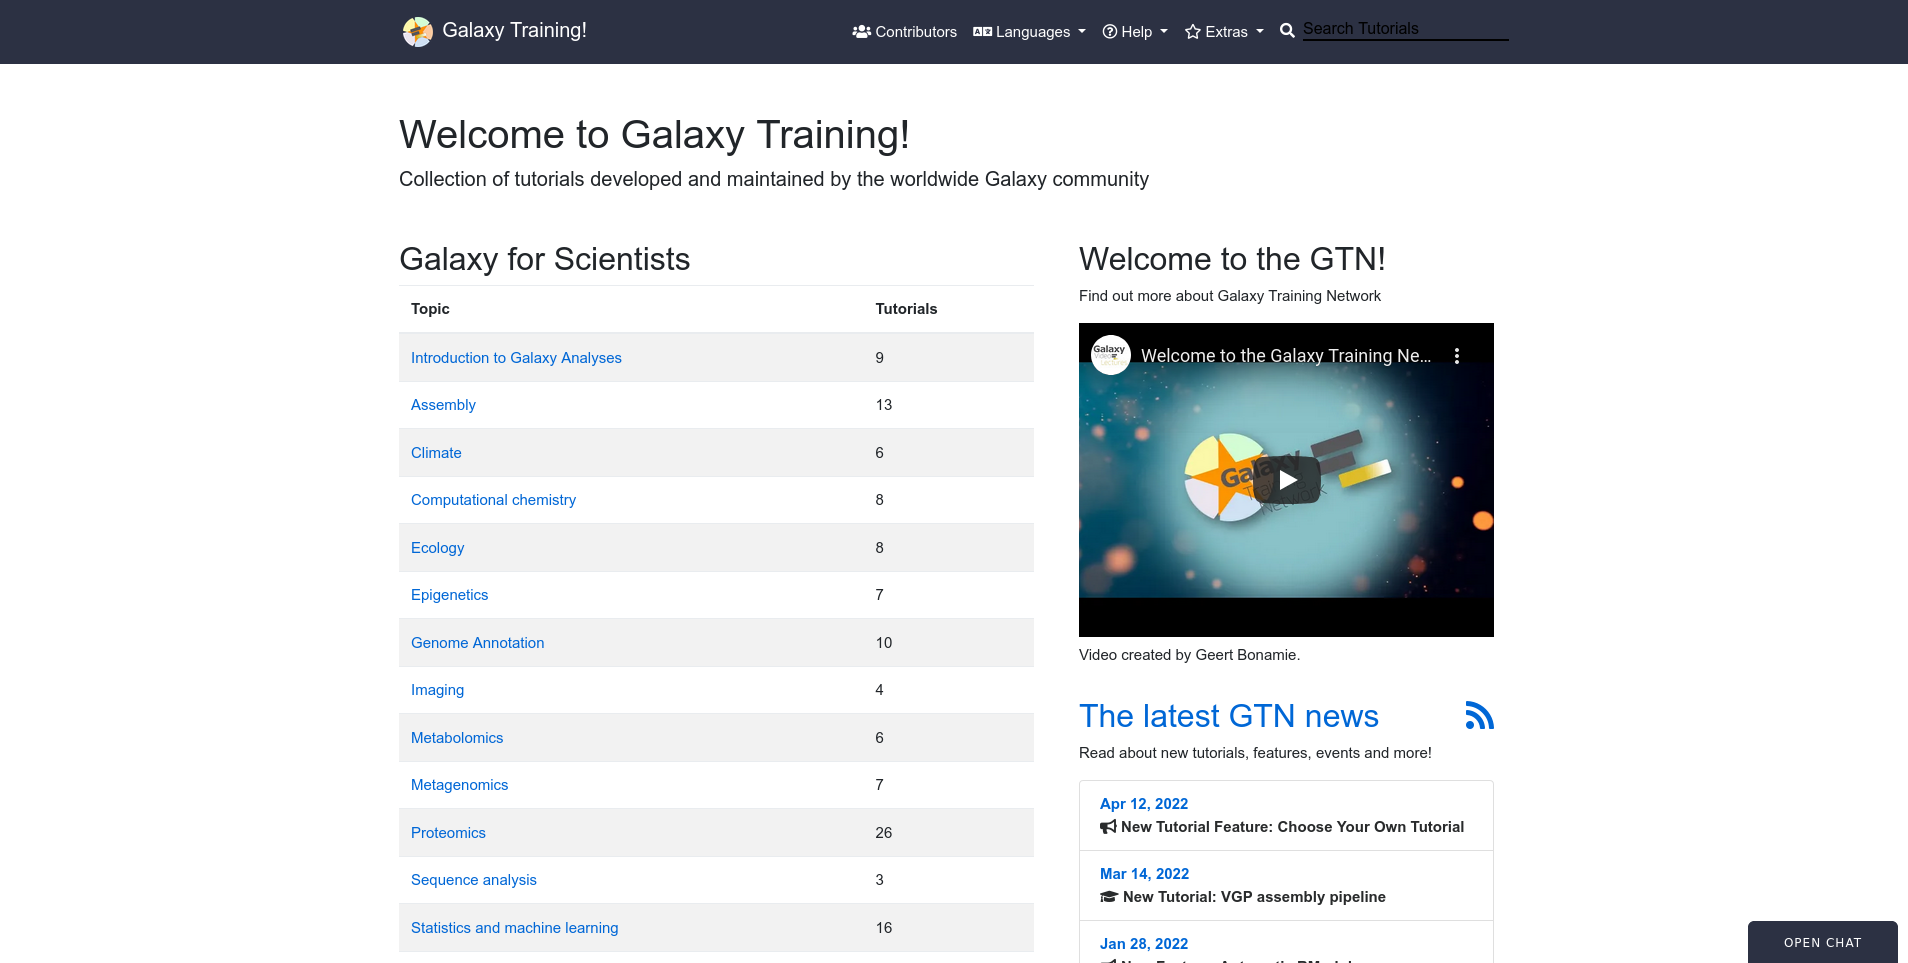 Galaxy Training!
Contributors
Languages
Help
Extras
Search Tutorials
Welcome to Galaxy Training!
Collection of tutorials developed and maintained by the worldwide Galaxy community
Galaxy for Scientists
Topic Tutorials
Introduction to Galaxy Analyses 9
Assembly 13
Climate 6
Computational chemistry 8
Ecology 8
Epigenetics 7
Genome Annotation 10
Imaging 4
Metabolomics 6
Metagenomics 7
Proteomics 26
Sequence analysis 3
Statistics and machine learning 16
Welcome to the GTN!
Find out more about Galaxy Training Network
Galaxy
Welcome to the Galaxy Training Ne...
Galaxy
Network
Video created by Geert Bonamie.
The latest GTN news
Read about new tutorials, features, events and more!
Apr 12, 2022
New Tutorial Feature: Choose Your Own Tutorial
Mar 14, 2022
New Tutorial: VGP assembly pipeline
Jan 28, 2022
OPEN CHAT